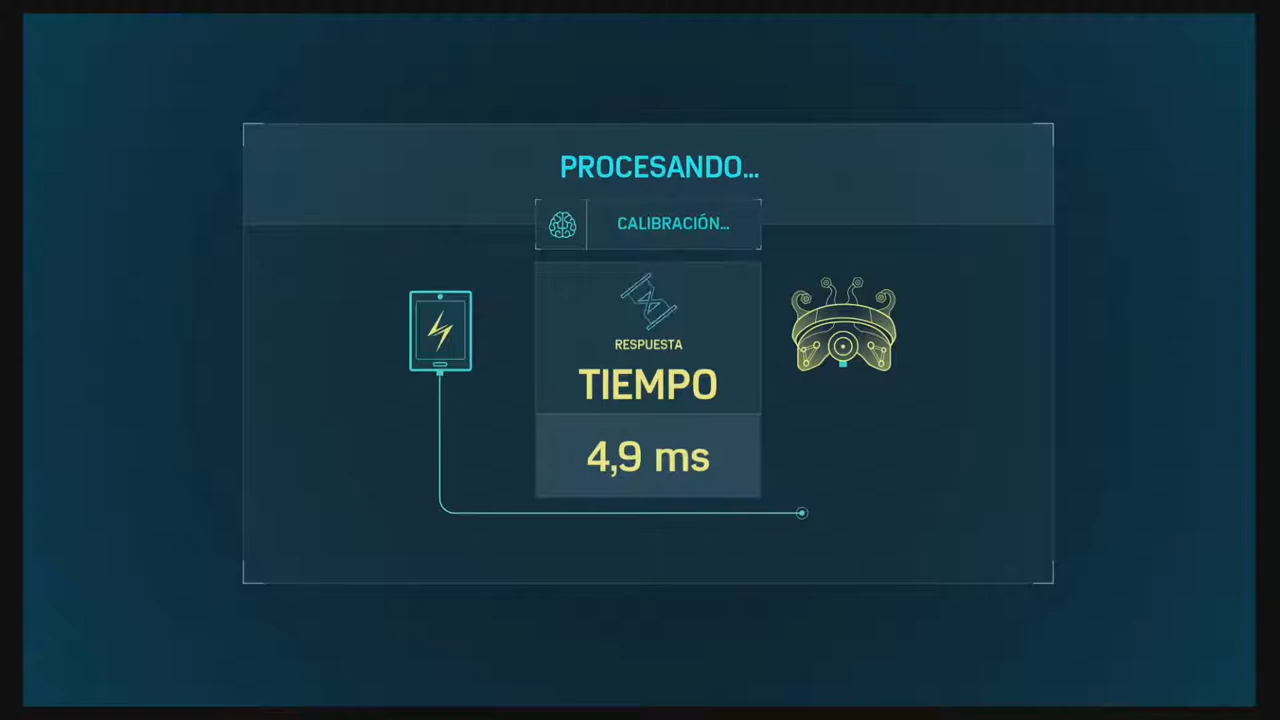 PROCESANDO...
CALIBRACIÓN...
RESPUESTA
TIEMPO
4,9 ms